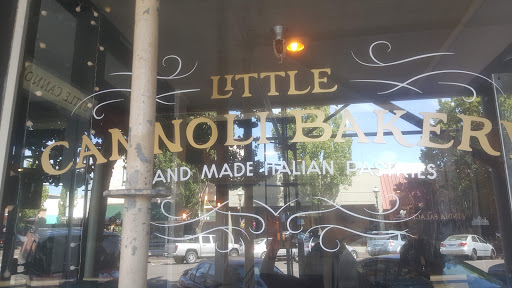 LITTLE
CANNOLI BAKERY
AND MADE ITALIAN PASTRIES